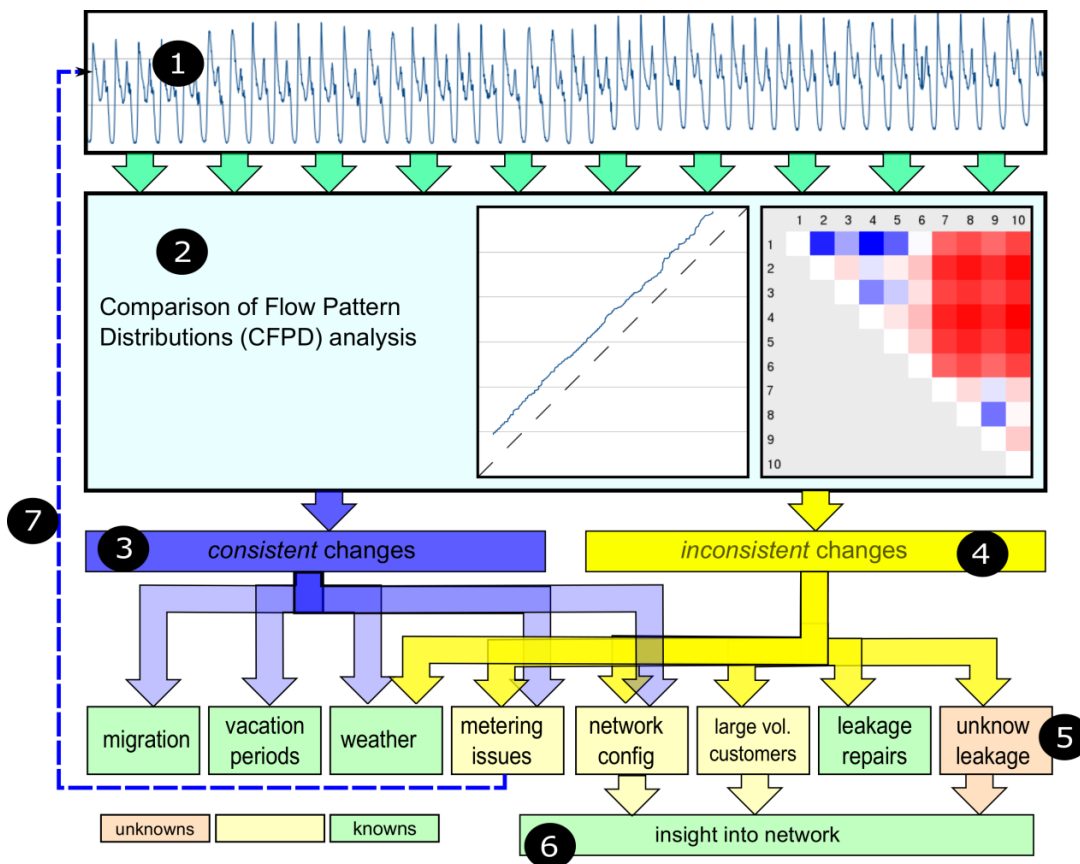 1
2
Comparison of Flow Pattern
Distributions (CFPD) analysis
1 2 3 4 5 6 7 8 9 10
1
2
3
4
5
6
7
8
9
10
7
3
consistent changes
inconsistent changes
4
migration
vacation
periods
weather
metering
issues
network
config
large vol.
customers
leakage
repairs
unknow
leakage
5
unknowns
knowns
6
insight into network